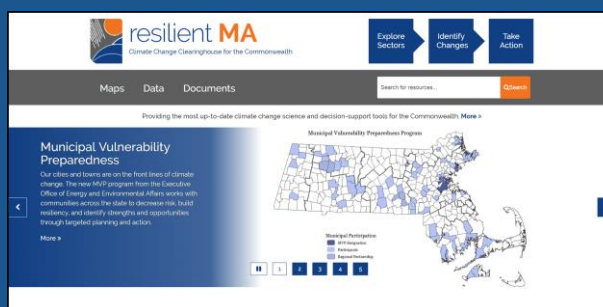 resilient MA
Climate Change Clearinghouse for the Commonwealth
Explore
Sectors
Identify
Changes
Take
Action
Maps Data Documents
Search for resources...
Search
Providing the most up-to-date climate change science and decision-support tools for the Commonwealth. More »
Municipal Vulnerability
Preparedness
Our cities and towns are on the front lines of climate
change. The new MVP program from the Executive
Office of Energy and Environmental Affairs works with
communities across the state to decrease risk, build
resiliency, and identify strengths and opportunities
through targeted planning and action.
More »
Municipal Vulnerability Preparedness Program
Municipal Participation
MVP Designation
Participants
Regional Partnership
1 2 3 4 5